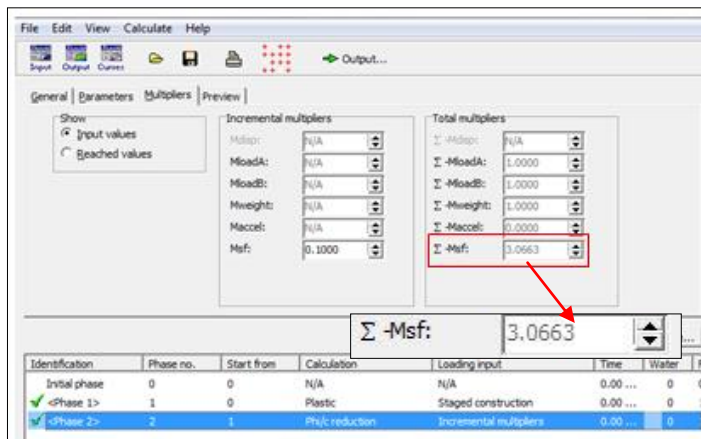 File Edit View Calculate Help
Input Output Curves Output...
General Parameters Multipliers Preview
Show
Input values
Reached values
Incremental multipliers
Mdisp: N/A
MloadA: N/A
MloadB: N/A
Mweight: N/A
Maccel: N/A
Msf: 0.1000
Total multipliers
Σ -Mdisp: N/A
Σ -MloadA: 1.0000
Σ -MloadB: 1.0000
Σ -Mweight: 1.0000
Σ -Maccel: 0.0000
Σ -Msf: 3.0663
Σ -Msf: 3.0663
...
Identification Phase no. Start from Calculation Loading input Time Water
Initial phase 0 0 N/A N/A 0.00 ... 0
<Phase 1> 1 0 Plastic Staged construction 0.00 ... 0
<Phase 2> 2 1 Phi/c reduction Incremental multipliers 0.00 ... 0